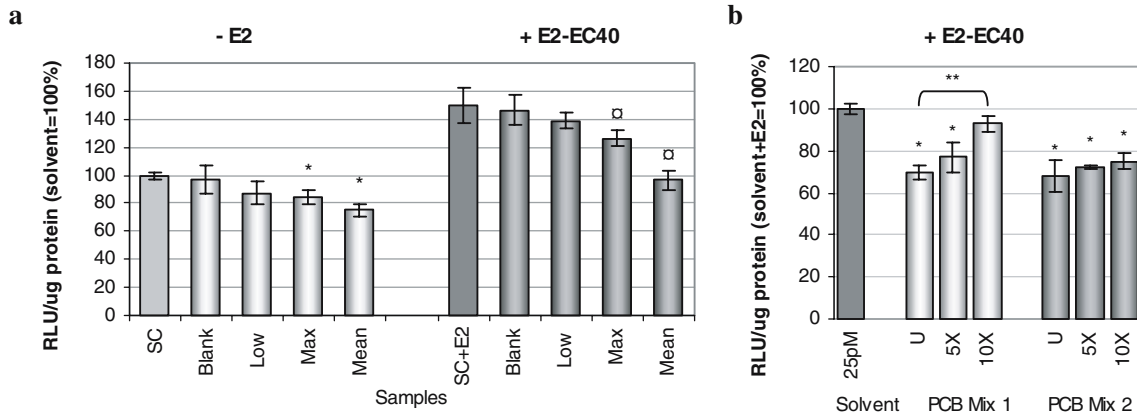 a
- E2
+ E2-EC40
RLU/ug protein (solvent=100%)
180
160
140
120
100
80
60
40
20
0
* *
¤ ¤
SC
Blank
Low
Max
Mean
SC+E2
Blank
Low
Max
Mean
Samples
b
+ E2-EC40
RLU/ug protein (solvent+E2=100%)
120
100
80
60
40
20
0
**
* * * * *
25pM
U
5X
10X
U
5X
10X
Solvent PCB Mix 1 PCB Mix 2